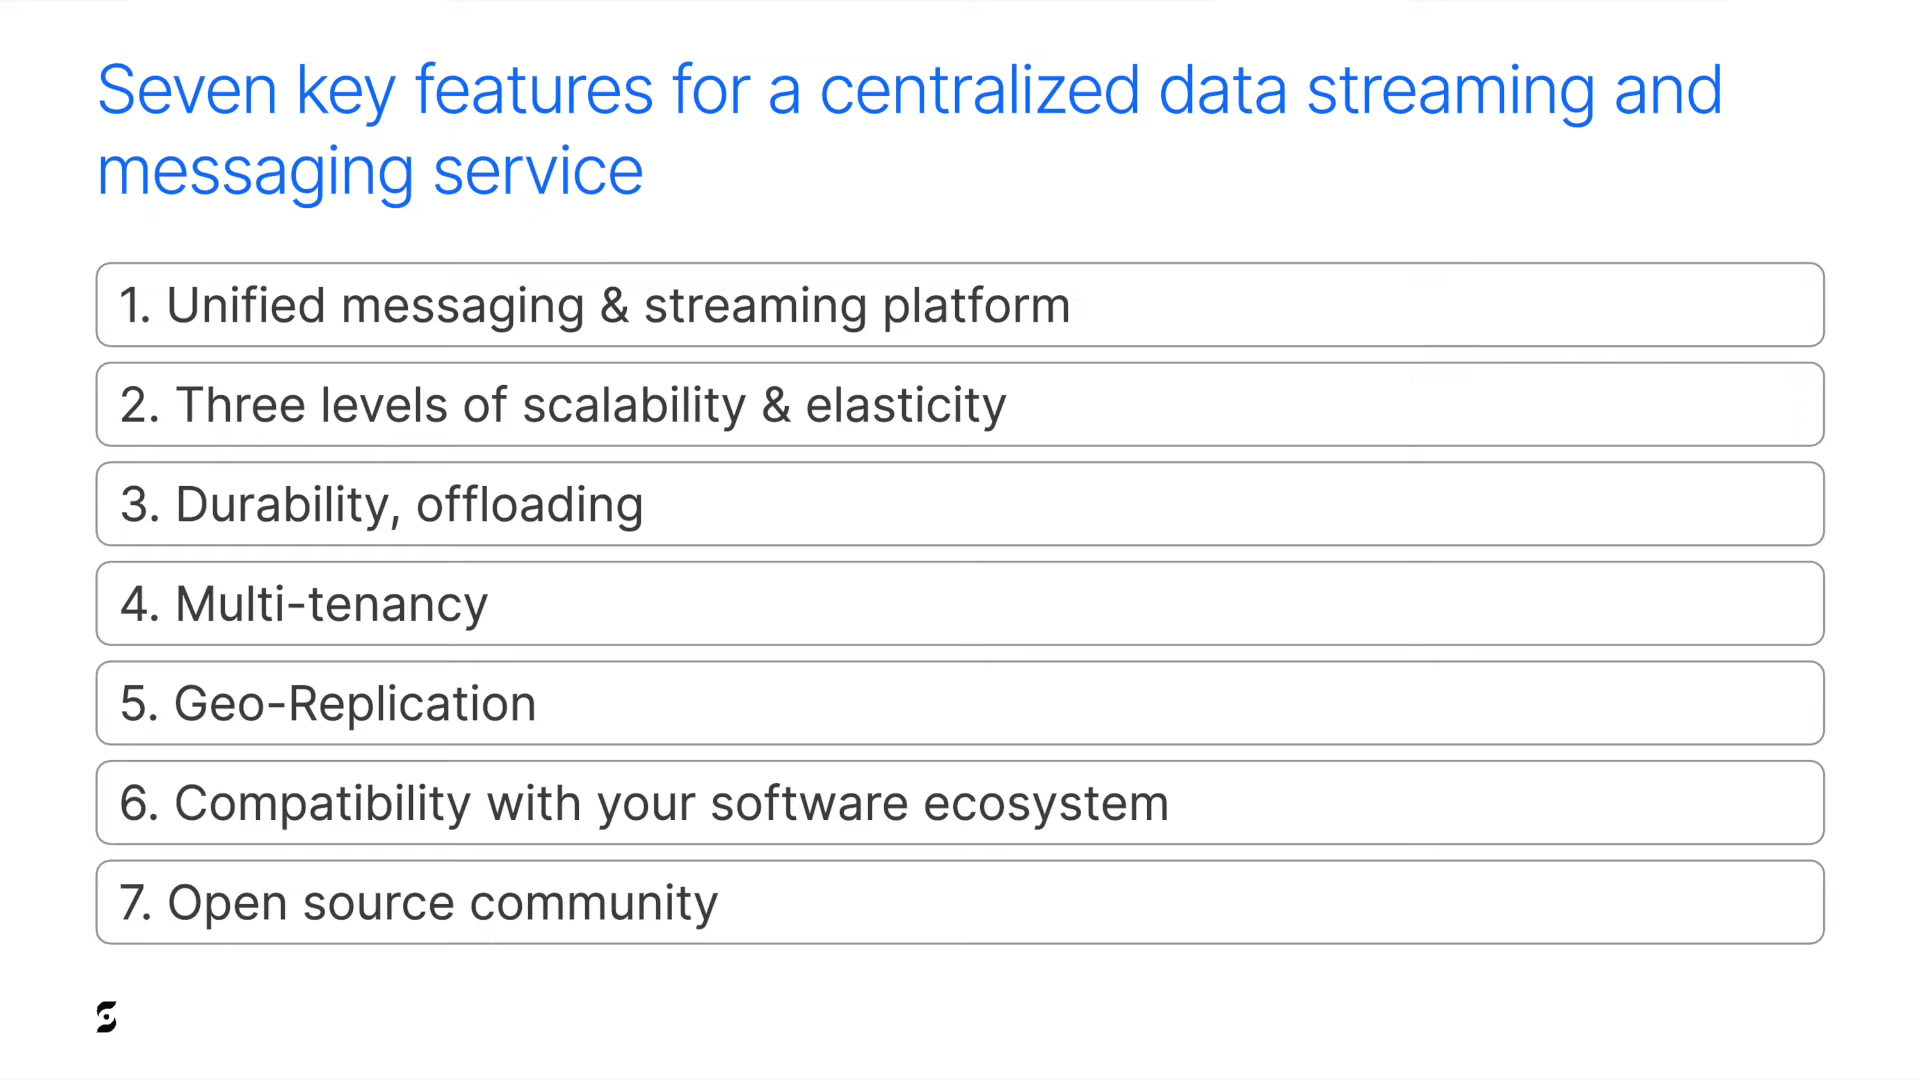 Seven key features for a centralized data streaming and
messaging service
1. Unified messaging & streaming platform
2. Three levels of scalability & elasticity
3. Durability, offloading
4. Multi-tenancy
5. Geo-Replication
6. Compatibility with your software ecosystem
7. Open source community